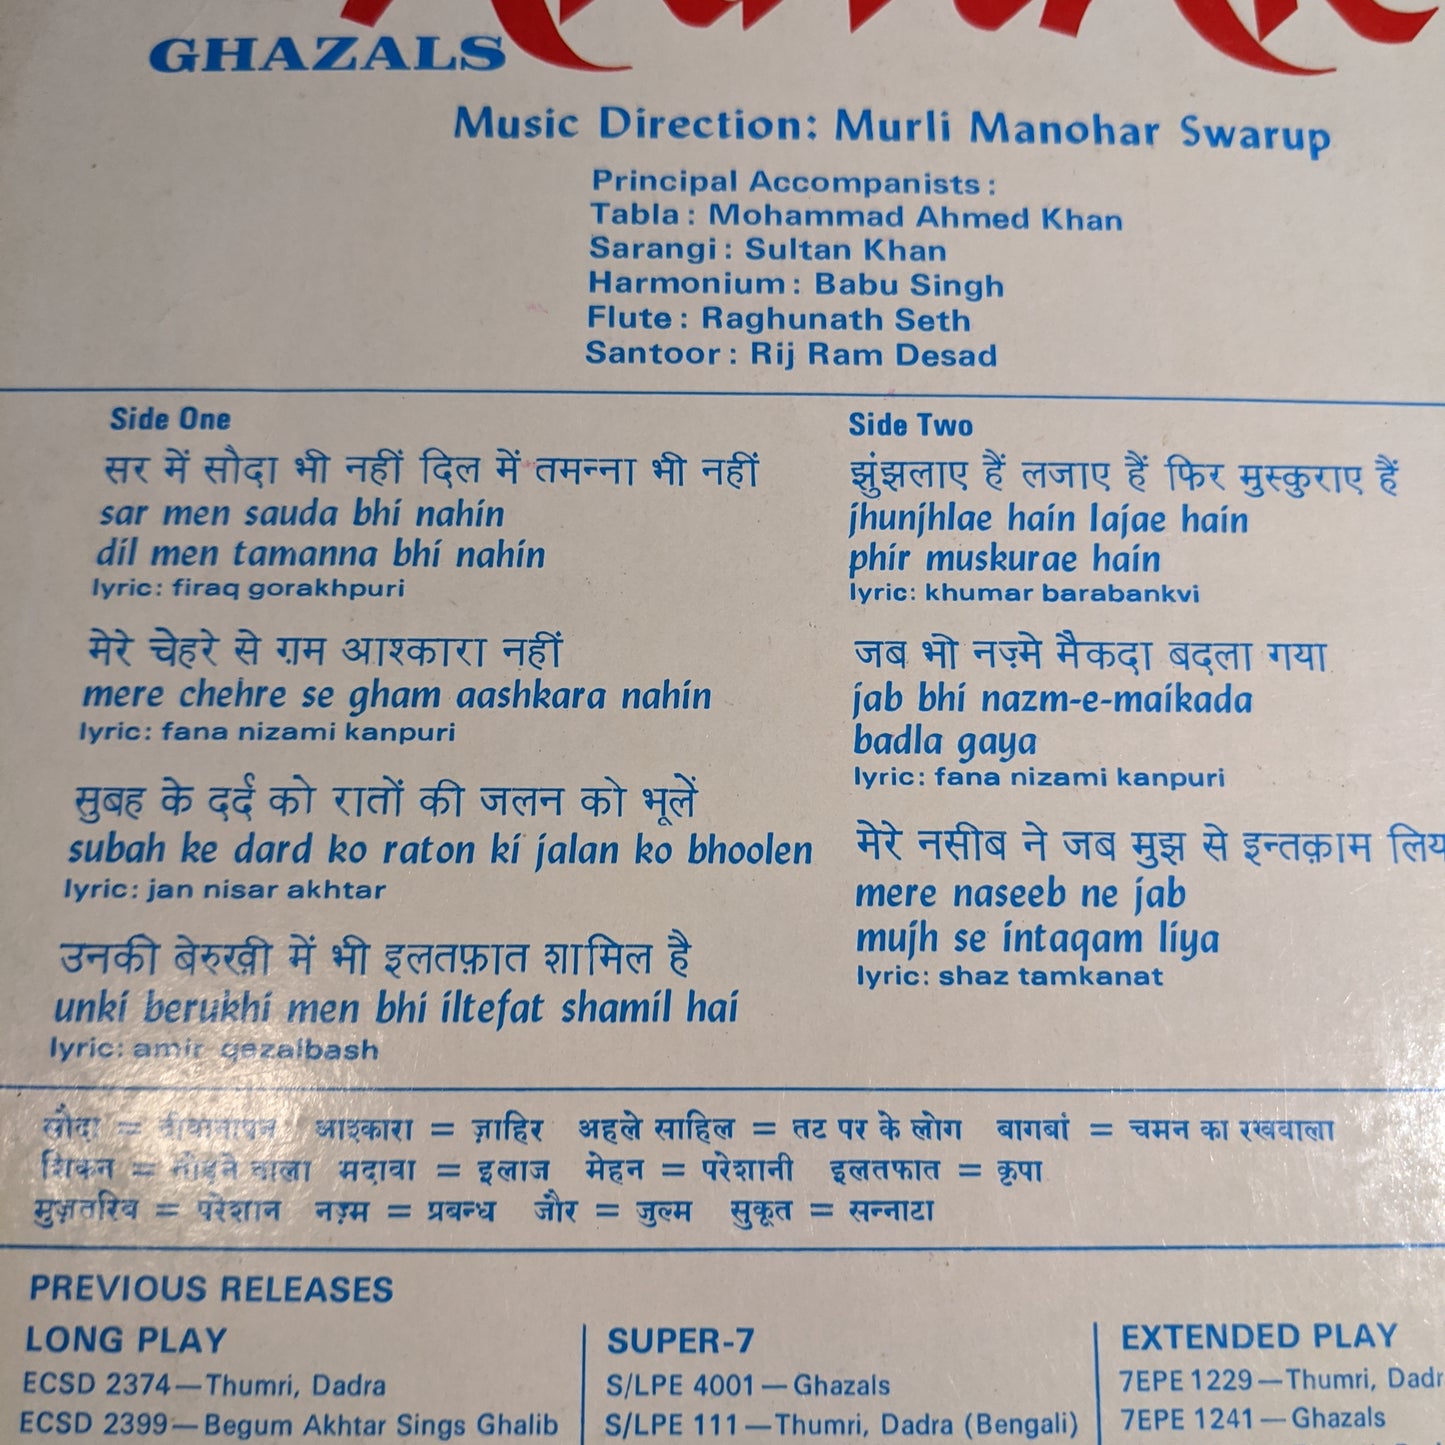 GHAZALS
Music Direction: Murli Manohar Swarup
Principal Accompanists:
Tabla: Mohammad Ahmed Khan
Sarangi: Sultan Khan
Harmonium: Babu Singh
Flute: Raghunath Seth
Santoor: Rij Ram Desad
Side One
सर में सौदा भी नहीं दिल में तमन्ना भी नहीं
sar men sauda bhi nahin
dil men tamanna bhi nahin
lyric: firaq gorakhpuri
मेरे चेहरे से ग़म आश्कारा नहीं
mere chehre se gham aashkara nahin
lyric: fana nizami kanpuri
सुबह के दर्द को रातों की जलन को भूलें
subah ke dard ko raton ki jalan ko bhoolen
lyric: jan nisar akhtar
उनकी बेरुख़ी में भी इलतफ़ात शामिल है
unki berukhi men bhi iltefat shamil hai
lyric: amir qezalbash
Side Two
झुंझलाए हैं लजाए हैं फिर मुस्कुराए हैं
jhunjhlae hain lajae hain
phir muskurae hain
lyric: khumar barabankvi
जब भी नज़्मे मैकदा बदला गया
jab bhi nazm-e-maikada
badla gaya
lyric: fana nizami kanpuri
मेरे नसीब ने जब मुझ से इन्तक़ाम लिय
mere naseeb ne jab
mujh se intaqam liya
lyric: shaz tamkanat
सौदा = आश्कारा = ज़ाहिर अहले साहिल = तट पर के लोग बागबां = चमन का रखवाला
शिकन = तोड़ने वाला मदावा = इलाज मेहन = परेशानी इलतफात = कृपा
मुज़तरिब = परेशान नज़्म = प्रबन्ध जौर = जुल्म सुकूत = सन्नाटा
PREVIOUS RELEASES
LONG PLAY
ECSD 2374—Thumri, Dadra
ECSD 2399—Begum Akhtar Sings Ghalib
SUPER-7
S/LPE 4001—Ghazals
S/LPE 111—Thumri, Dadra (Bengali)
EXTENDED PLAY
7EPE 1229—Thumri, Dadr
7EPE 1241—Ghazals